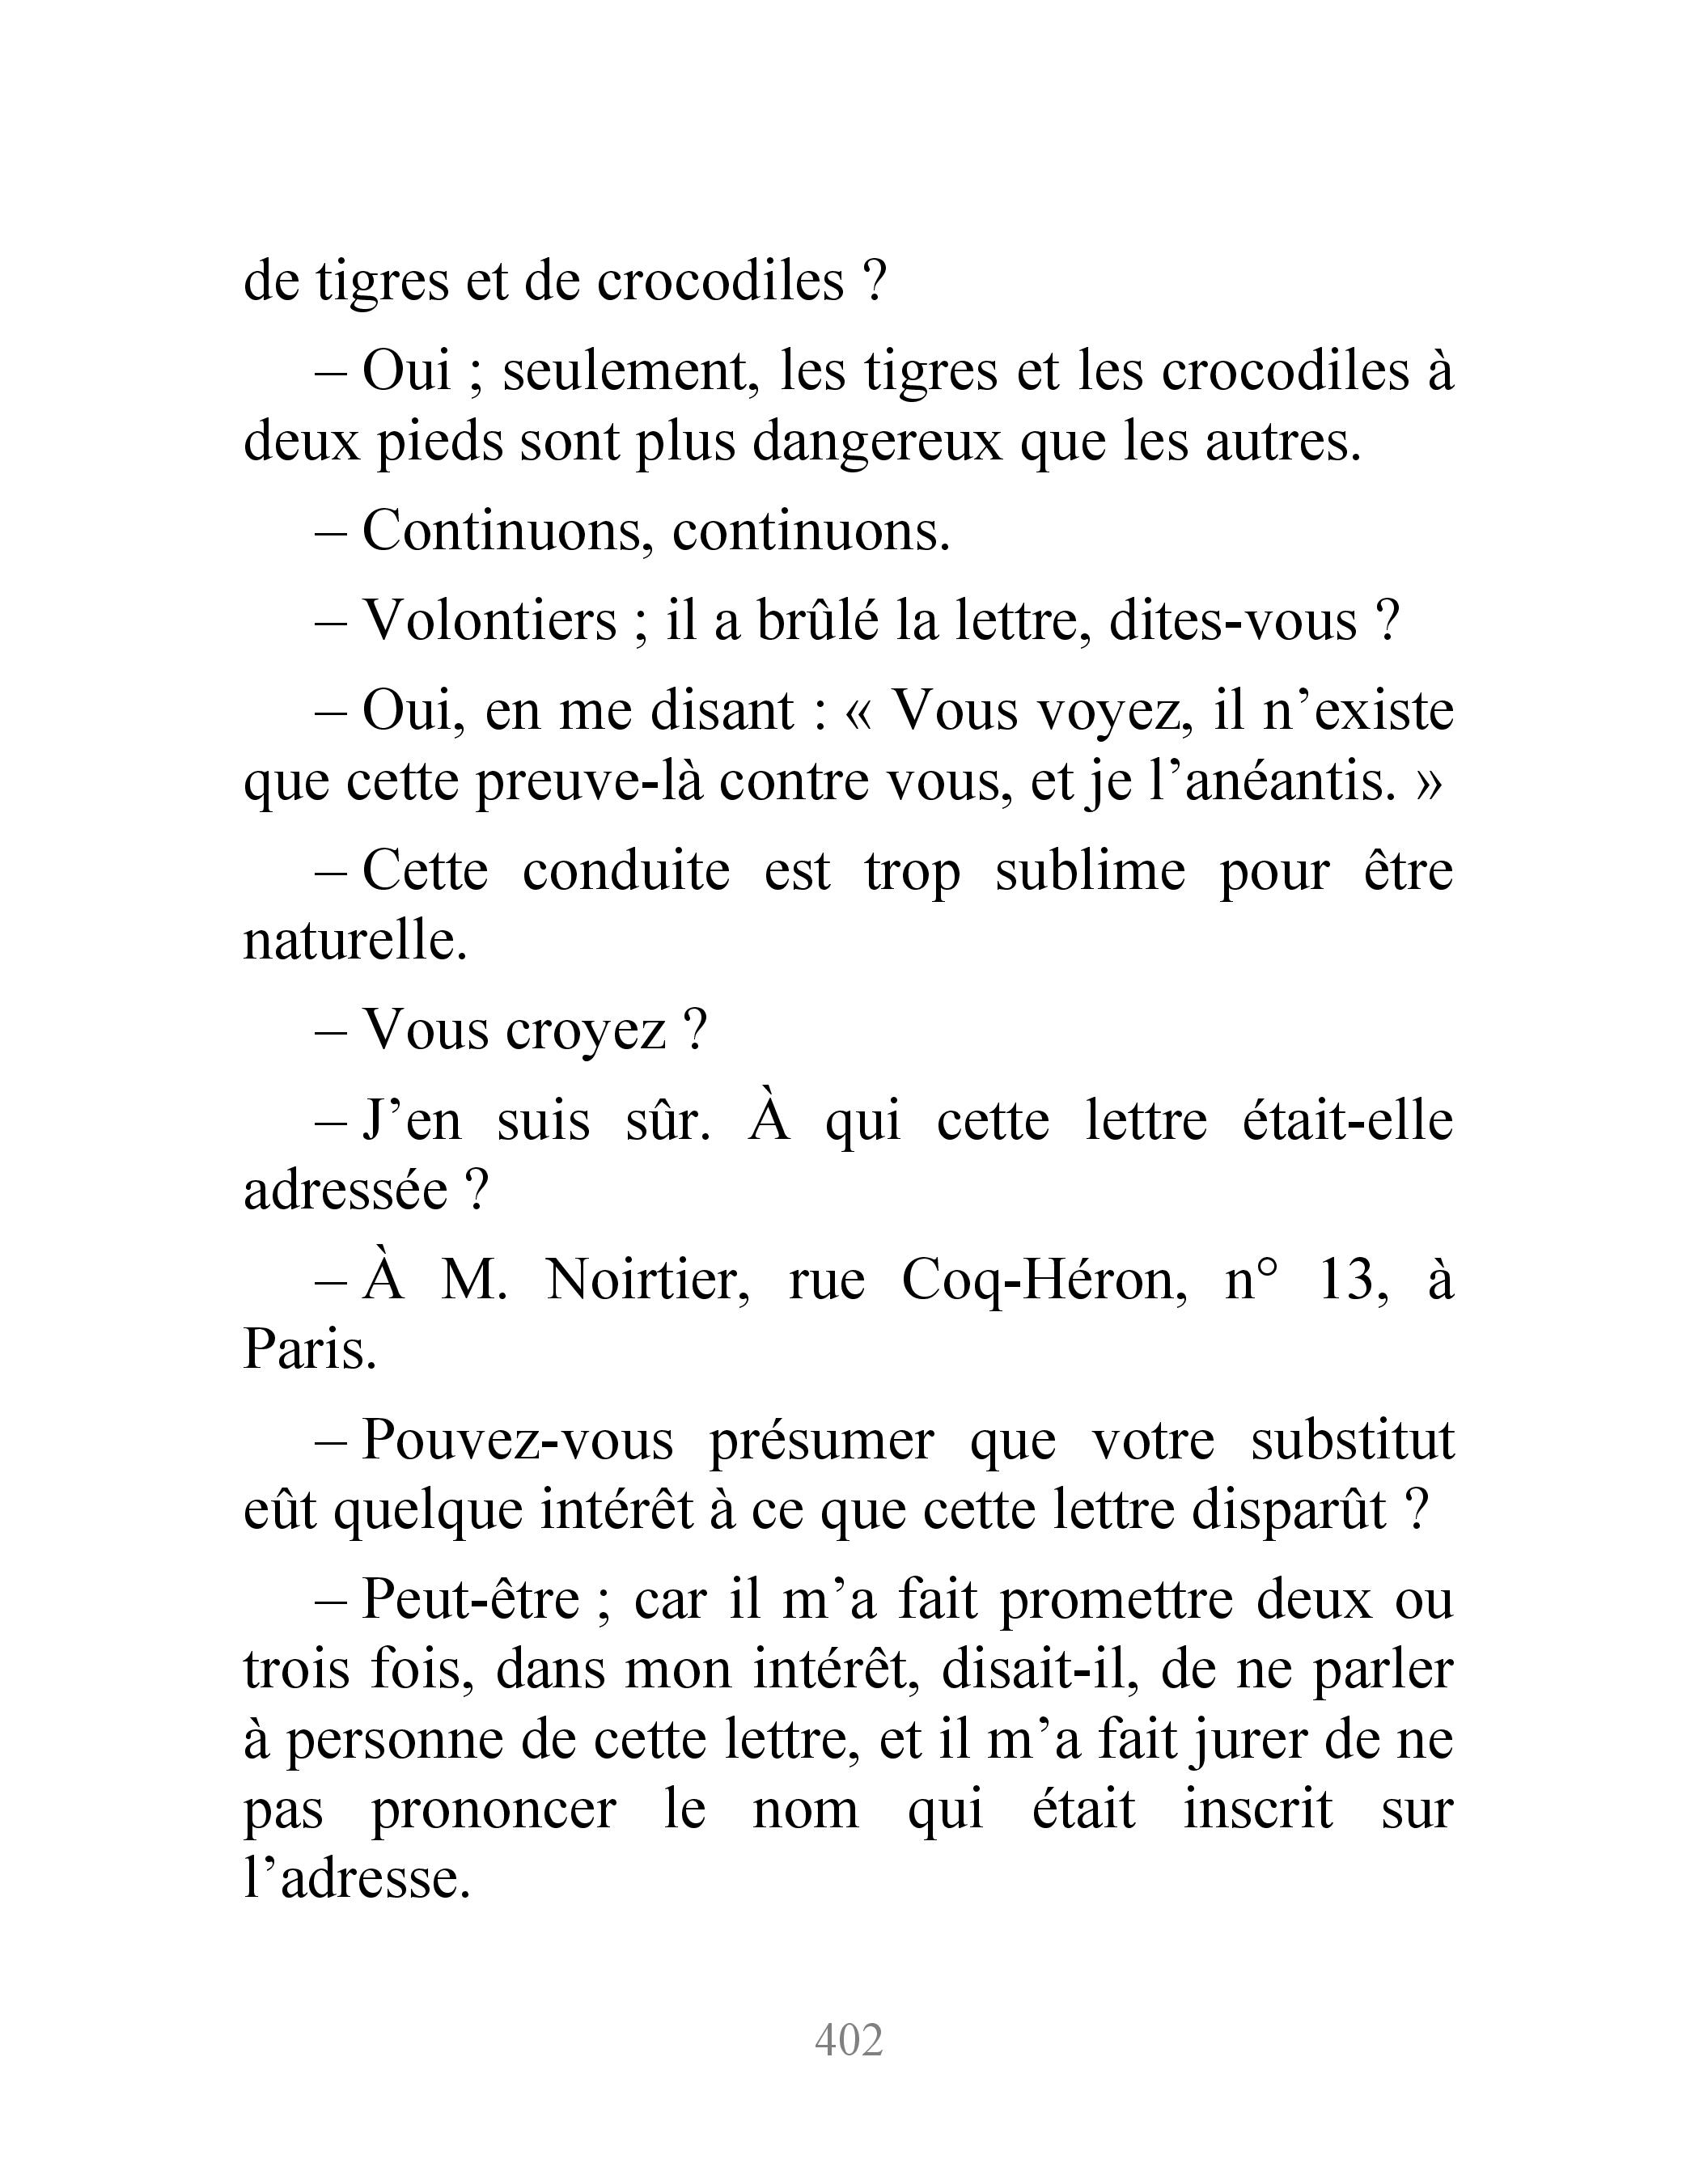 de tigres et de crocodiles ?
– Oui ; seulement, les tigres et les crocodiles à
deux pieds sont plus dangereux que les autres.
– Continuons, continuons.
– Volontiers ; il a brûlé la lettre, dites-vous ?
– Oui, en me disant : « Vous voyez, il n’existe
que cette preuve-là contre vous, et je l’anéantis. »
– Cette conduite est trop sublime pour être
naturelle.
– Vous croyez ?
– J’en suis sûr. À qui cette lettre était-elle
adressée ?
– À M. Noirtier, rue Coq-Héron, n° 13, à
Paris.
– Pouvez-vous présumer que votre substitut
eût quelque intérêt à ce que cette lettre disparût ?
– Peut-être ; car il m’a fait promettre deux ou
trois fois, dans mon intérêt, disait-il, de ne parler
à personne de cette lettre, et il m’a fait jurer de ne
pas prononcer le nom qui était inscrit sur
l’adresse.
402